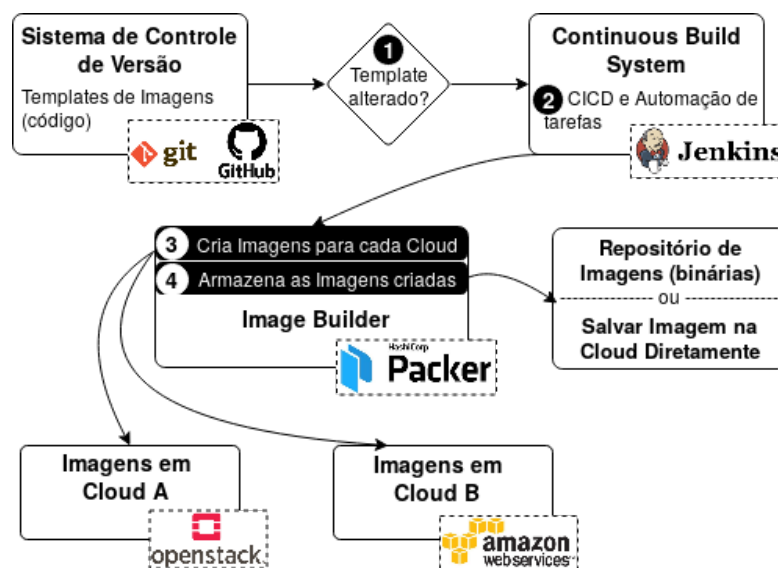 Sistema de Controle
de Versão
Templates de Imagens
(código)
git
GitHub
1
Template
alterado?
Continuous Build
System
2 CICD e Automação de
tarefas
Jenkins
3 Cria Imagens para cada Cloud
4 Armazena as Imagens criadas
Image Builder
HashiCorp
Packer
Repositório de
Imagens (binárias)
ou
Salvar Imagem na
Cloud Diretamente
Imagens em
Cloud A
openstack
Imagens em
Cloud B
amazon
webservices